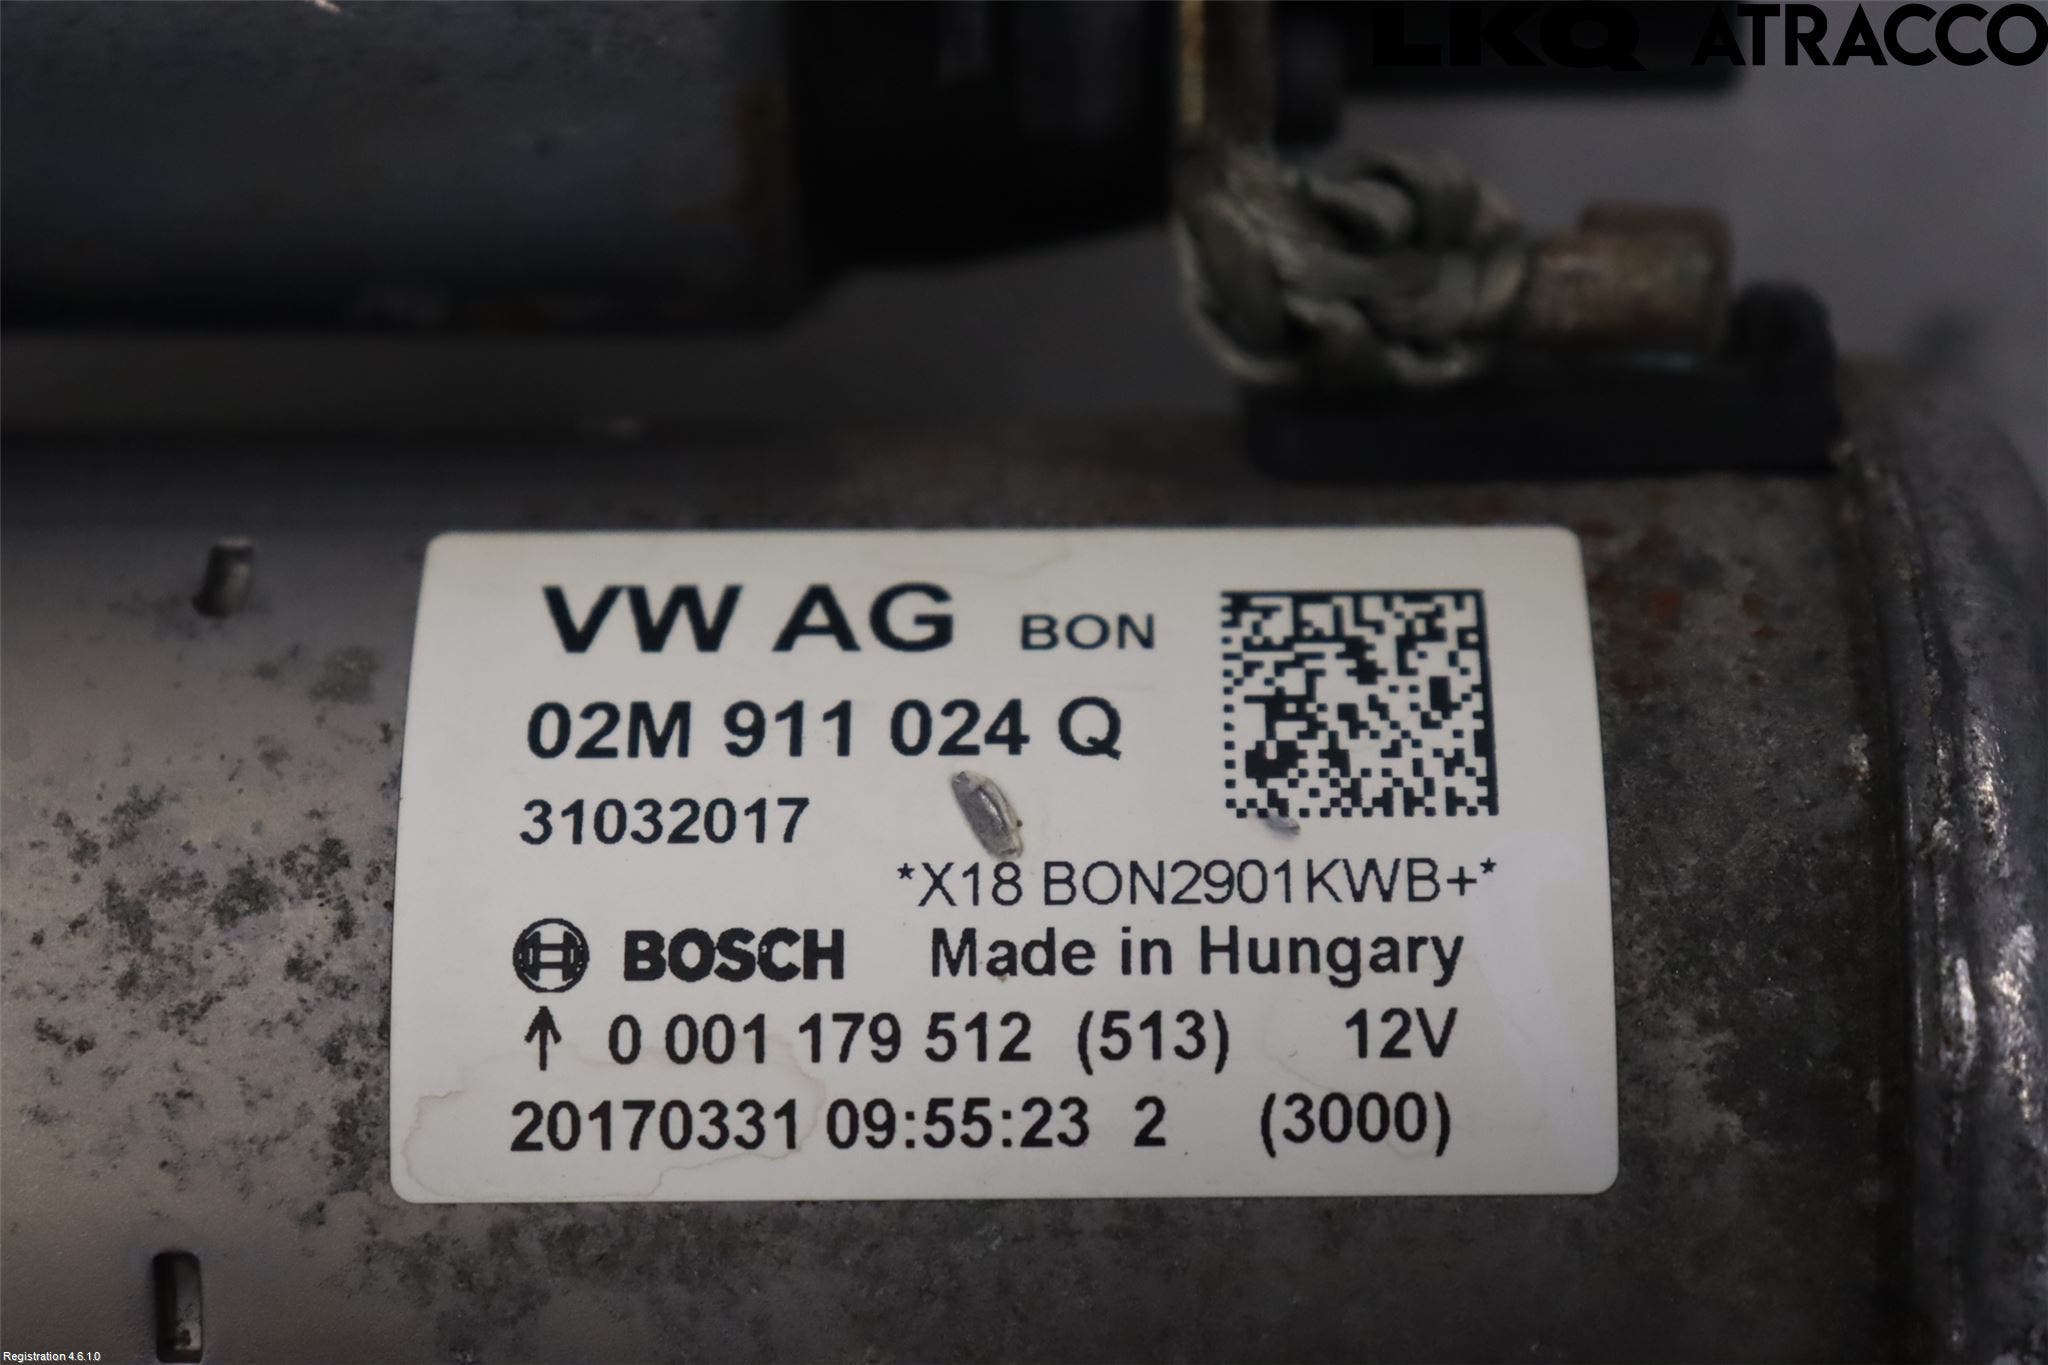 LKQ ATRACCO
VW AG BON
02M 911 024 Q
31032017
*X18 BON2901KWB+*
BOSCH Made in Hungary
↑ 0 001 179 512 (513) 12V
20170331 09:55:23 2 (3000)
Registration 4.6.1.0